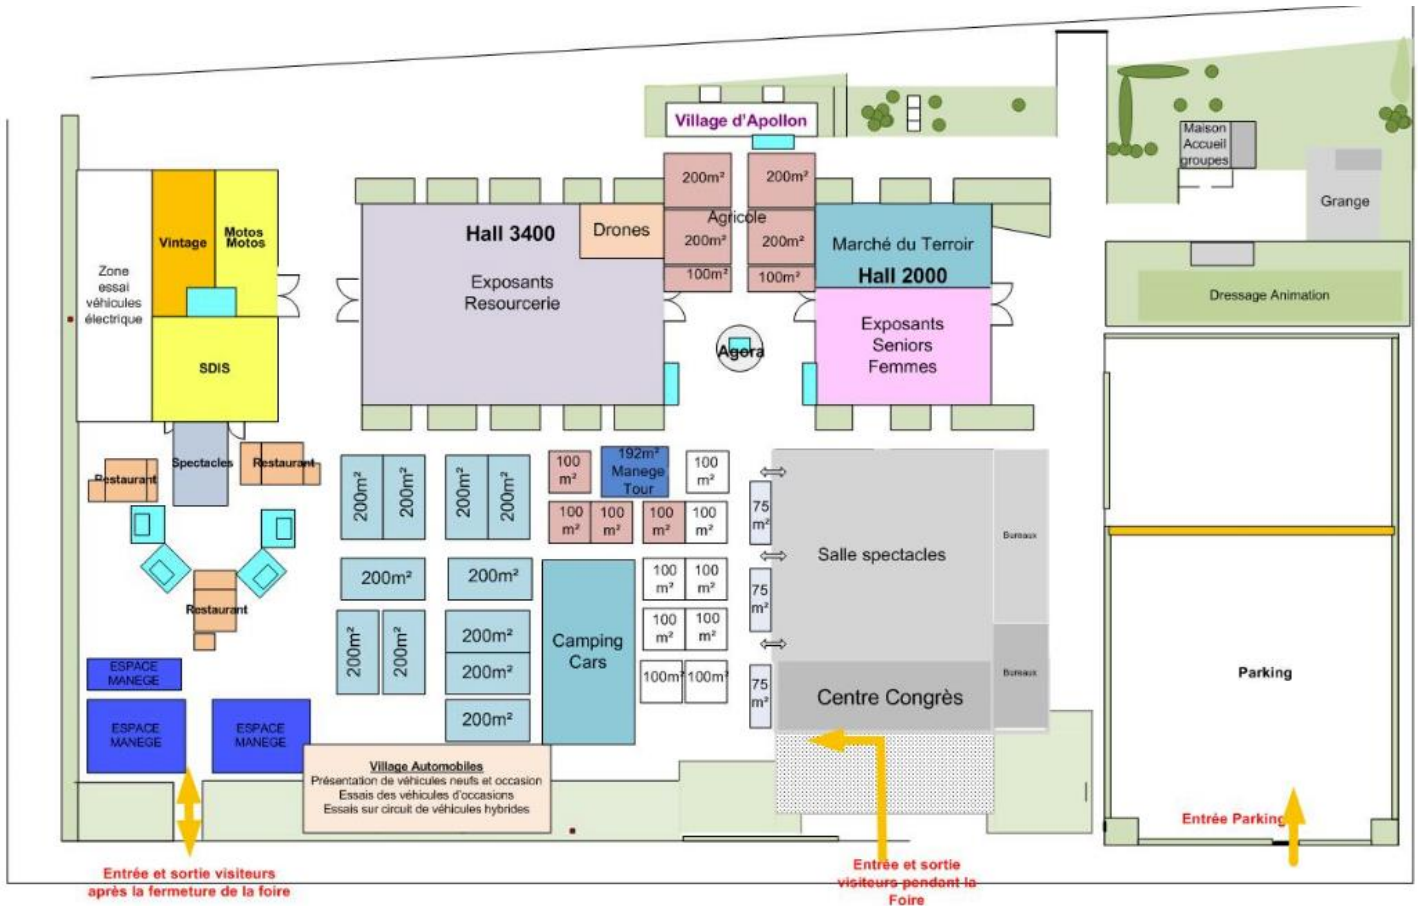 Village d'Apollon
Maison
Accueil
groupes
200m²
200m²
Agricole
200m²
200m²
100m²
100m²
Grange
Vintage
Motos
Motos
Hall 3400
Drones
Exposants
Resourcerie
Marché du Terroir
Hall 2000
Zone
essai
véhicules
électrique
Dressage Animation
Exposants
Seniors
Femmes
Agora
SDIS
Restaurant
Spectacles
Restaurant
Restaurant
200m²
200m²
200m²
200m²
100
m²
192m²
Manege
Tour
100
m²
100
m²
100
m²
100
m²
100
m²
75
m²
Salle spectacles
Bureaux
200m²
200m²
100
m²
100
m²
75
m²
200m²
200m²
200m²
200m²
200m²
Camping
Cars
100
m²
100
m²
100m²
100m²
75
m²
Centre Congrès
Bureaux
Parking
ESPACE
MANEGE
ESPACE
MANEGE
ESPACE
MANEGE
Village Automobiles
Présentation de véhicules neufs et occasion
Essais des véhicules d'occasions
Essais sur circuit de véhicules hybrides
Entrée Parking
Entrée et sortie visiteurs
après la fermeture de la foire
Entrée et sortie
visiteurs pendant la
Foire